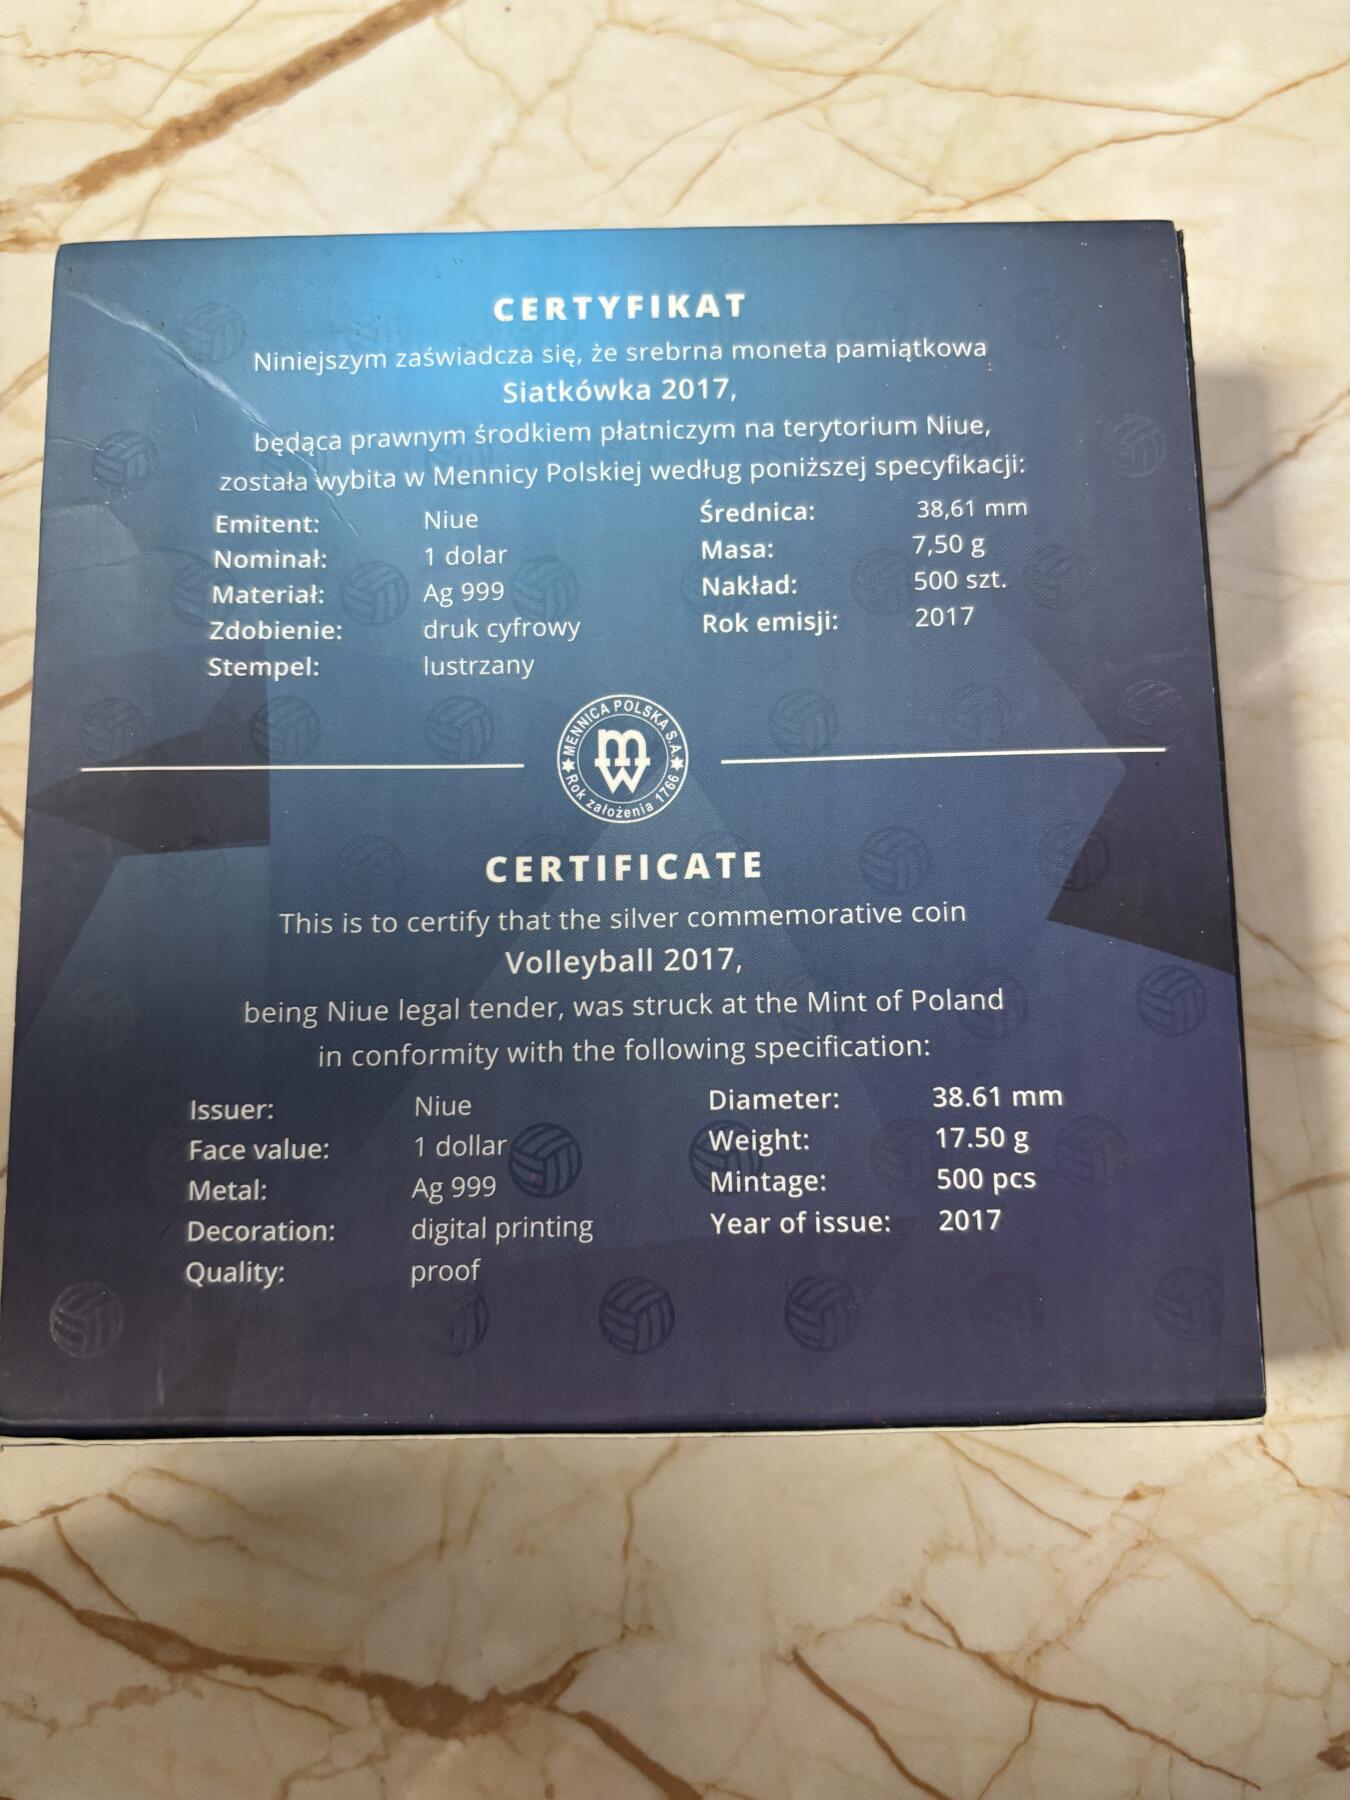 CERTYFIKAT
Niniejszym zaświadcza się, że srebrna moneta pamiątkowa
Siatkówka 2017,
będąca prawnym środkiem płatniczym na terytorium Niue,
została wybita w Mennicy Polskiej według poniższej specyfikacji:
Emitent: Niue
Nominał: 1 dolar
Materiał: Ag 999
Zdobienie: druk cyfrowy
Stempel: lustrzany
Średnica: 38,61 mm
Masa: 7,50 g
Nakład: 500 szt.
Rok emisji: 2017
MENNICA POLSKA S.A.
mw
Rok założenia 1766
CERTIFICATE
This is to certify that the silver commemorative coin
Volleyball 2017,
being Niue legal tender, was struck at the Mint of Poland
in conformity with the following specification:
Issuer: Niue
Face value: 1 dollar
Metal: Ag 999
Decoration: digital printing
Quality: proof
Diameter: 38.61 mm
Weight: 17.50 g
Mintage: 500 pcs
Year of issue: 2017